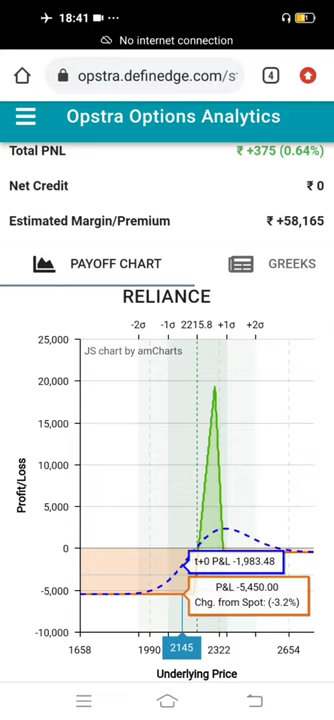 18:41 ...
No internet connection
opstra.definedge.com/s
4
Opstra Options Analytics
Total PNL ₹ +375 (0.64%)
Net Credit ₹ 0
Estimated Margin/Premium ₹ +58,165
PAYOFF CHART GREEKS
RELIANCE
-2σ -1σ 2215.8 +1σ +2σ
JS chart by amCharts
25,000
20,000
15,000
10,000
5,000
0
-5,000
-10,000
Profit/Loss
t+0 P&L -1,983.48
P&L -5,450.00
Chg. from Spot: (-3.2%)
1658 1990 2145 2322 2654
Underlying Price